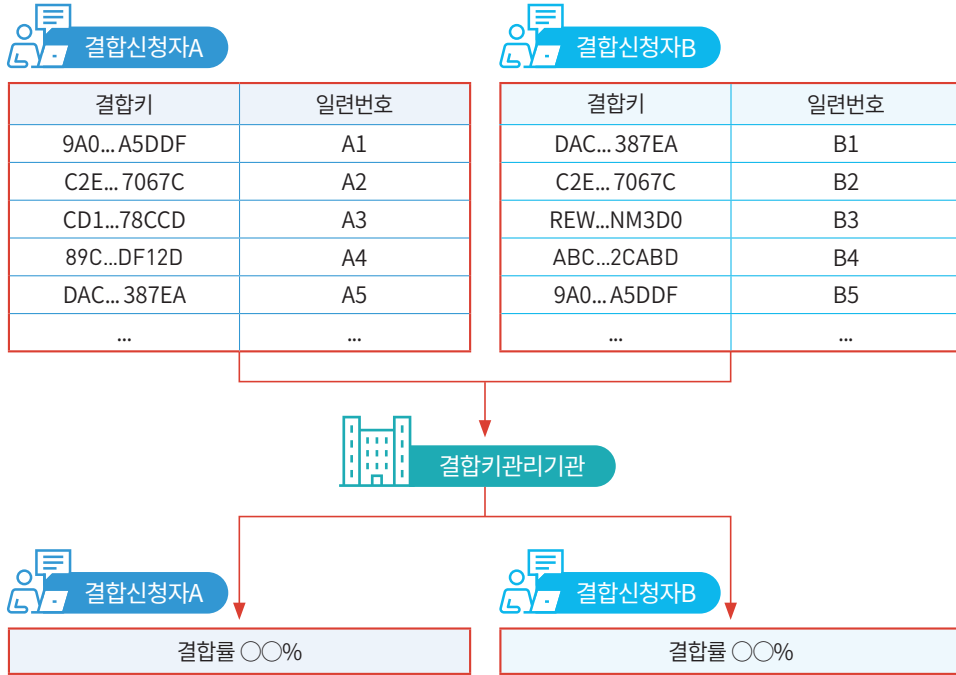 결합신청자A
결합키 일련번호
9A0... A5DDF A1
C2E... 7067C A2
CD1...78CCD A3
89C...DF12D A4
DAC... 387EA A5
... ...
결합신청자B
결합키 일련번호
DAC... 387EA B1
C2E... 7067C B2
REW...NM3D0 B3
ABC...2CABD B4
9A0... A5DDF B5
... ...
결합키관리기관
결합신청자A
결합률 ○○%
결합신청자B
결합률 ○○%